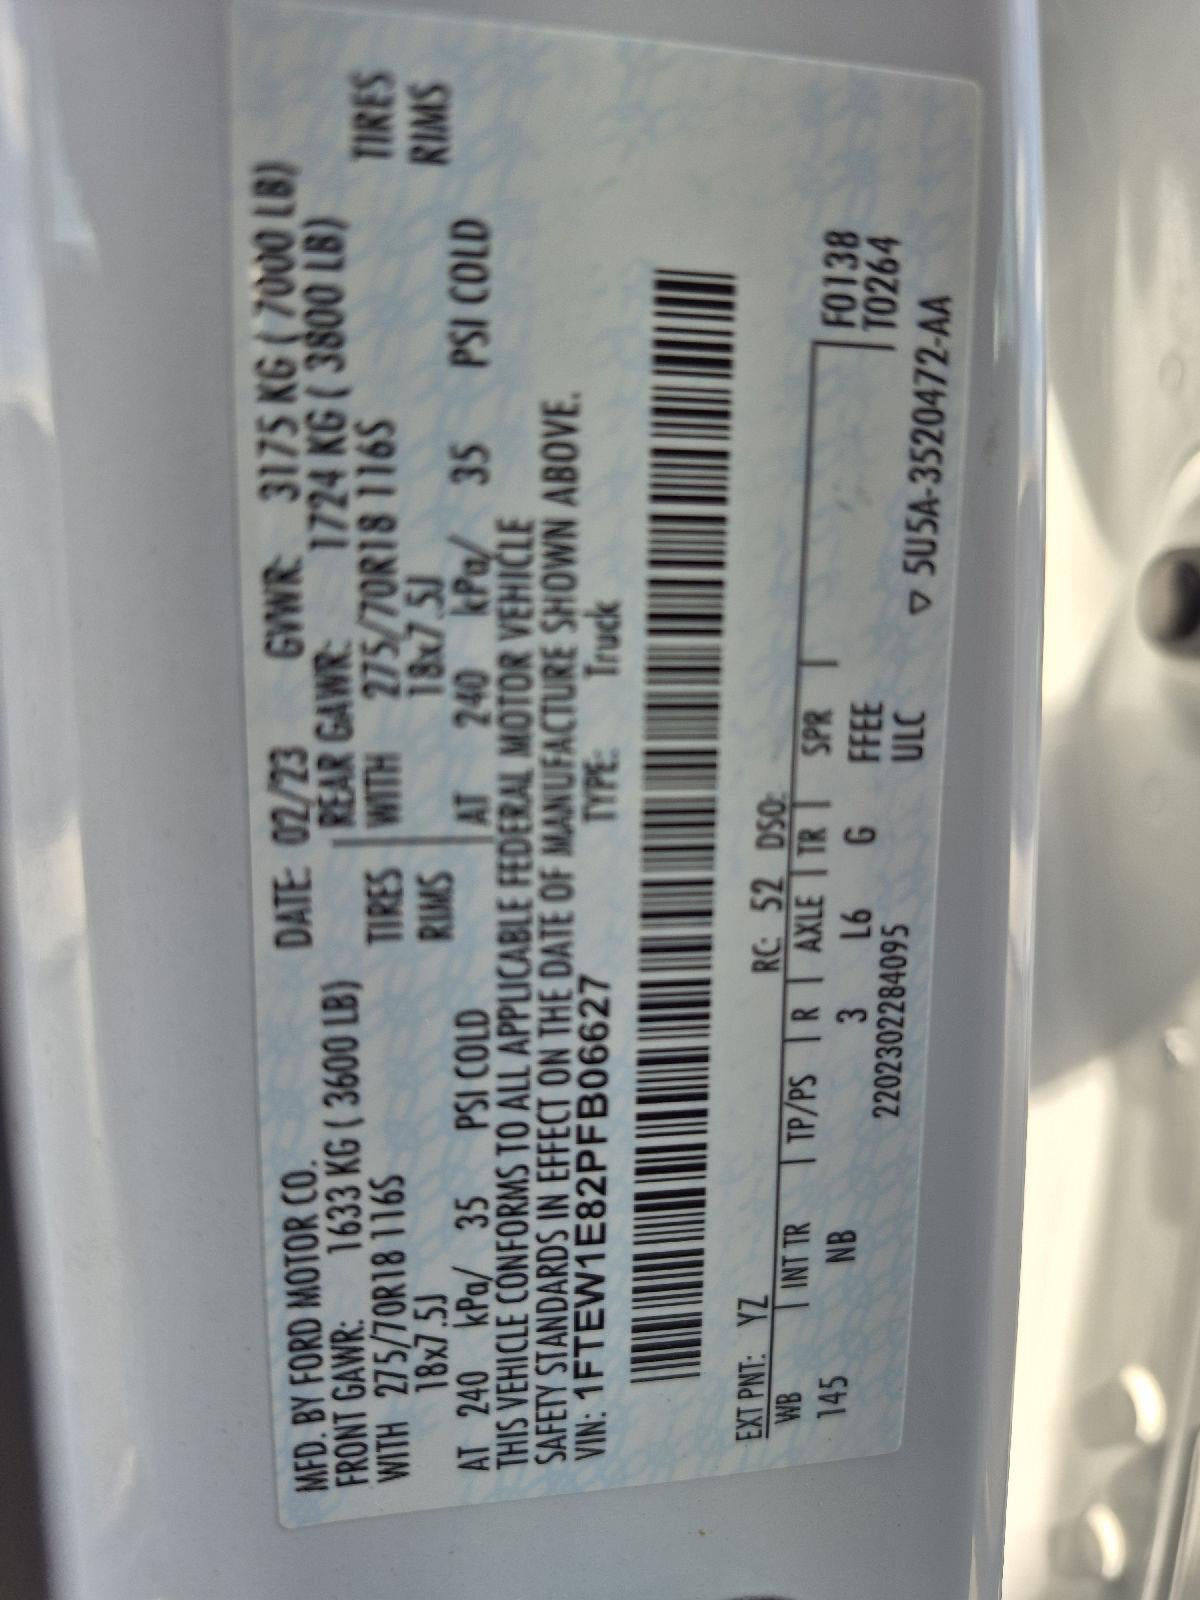 MFD. BY FORD MOTOR CO. DATE: 02/23 GVWR: 3175 KG ( 7000 LB)
FRONT GAWR: 1633 KG ( 3600 LB) REAR GAWR: 1724 KG ( 3800 LB)
WITH 275/70R18 116S TIRES WITH 275/70R18 116S TIRES
18x7.5J RIMS 18x7.5J RIMS
AT 240 kPa/ 35 PSI COLD AT 240 kPa/ 35 PSI COLD
THIS VEHICLE CONFORMS TO ALL APPLICABLE FEDERAL MOTOR VEHICLE
SAFETY STANDARDS IN EFFECT ON THE DATE OF MANUFACTURE SHOWN ABOVE.
VIN: 1FTEW1E82PFB06627 TYPE: Truck
EXT PNT: YZ RC: 52 DSO:
WB | INT TR | TP/PS | R | AXLE | TR | SPR | F0138
145 NB 3 L6 G FFEE T0264
22023022​84095 ULC
▽ 5U5A-3520472-AA